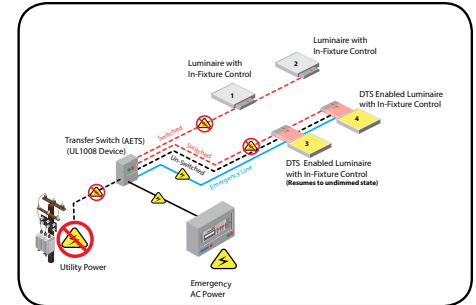 Luminaire with
In-Fixture Control
2
Luminaire with
In-Fixture Control
1
DTS Enabled Luminaire
with In-Fixture Control
4
Switched
Switched
Un-Switched
Emergency Line
Transfer Switch (AETS)
(UL1008 Device)
3
DTS Enabled Luminaire
with In-Fixture Control
(Resumes to undimmed state)
Utility Power
Emergency
AC Power